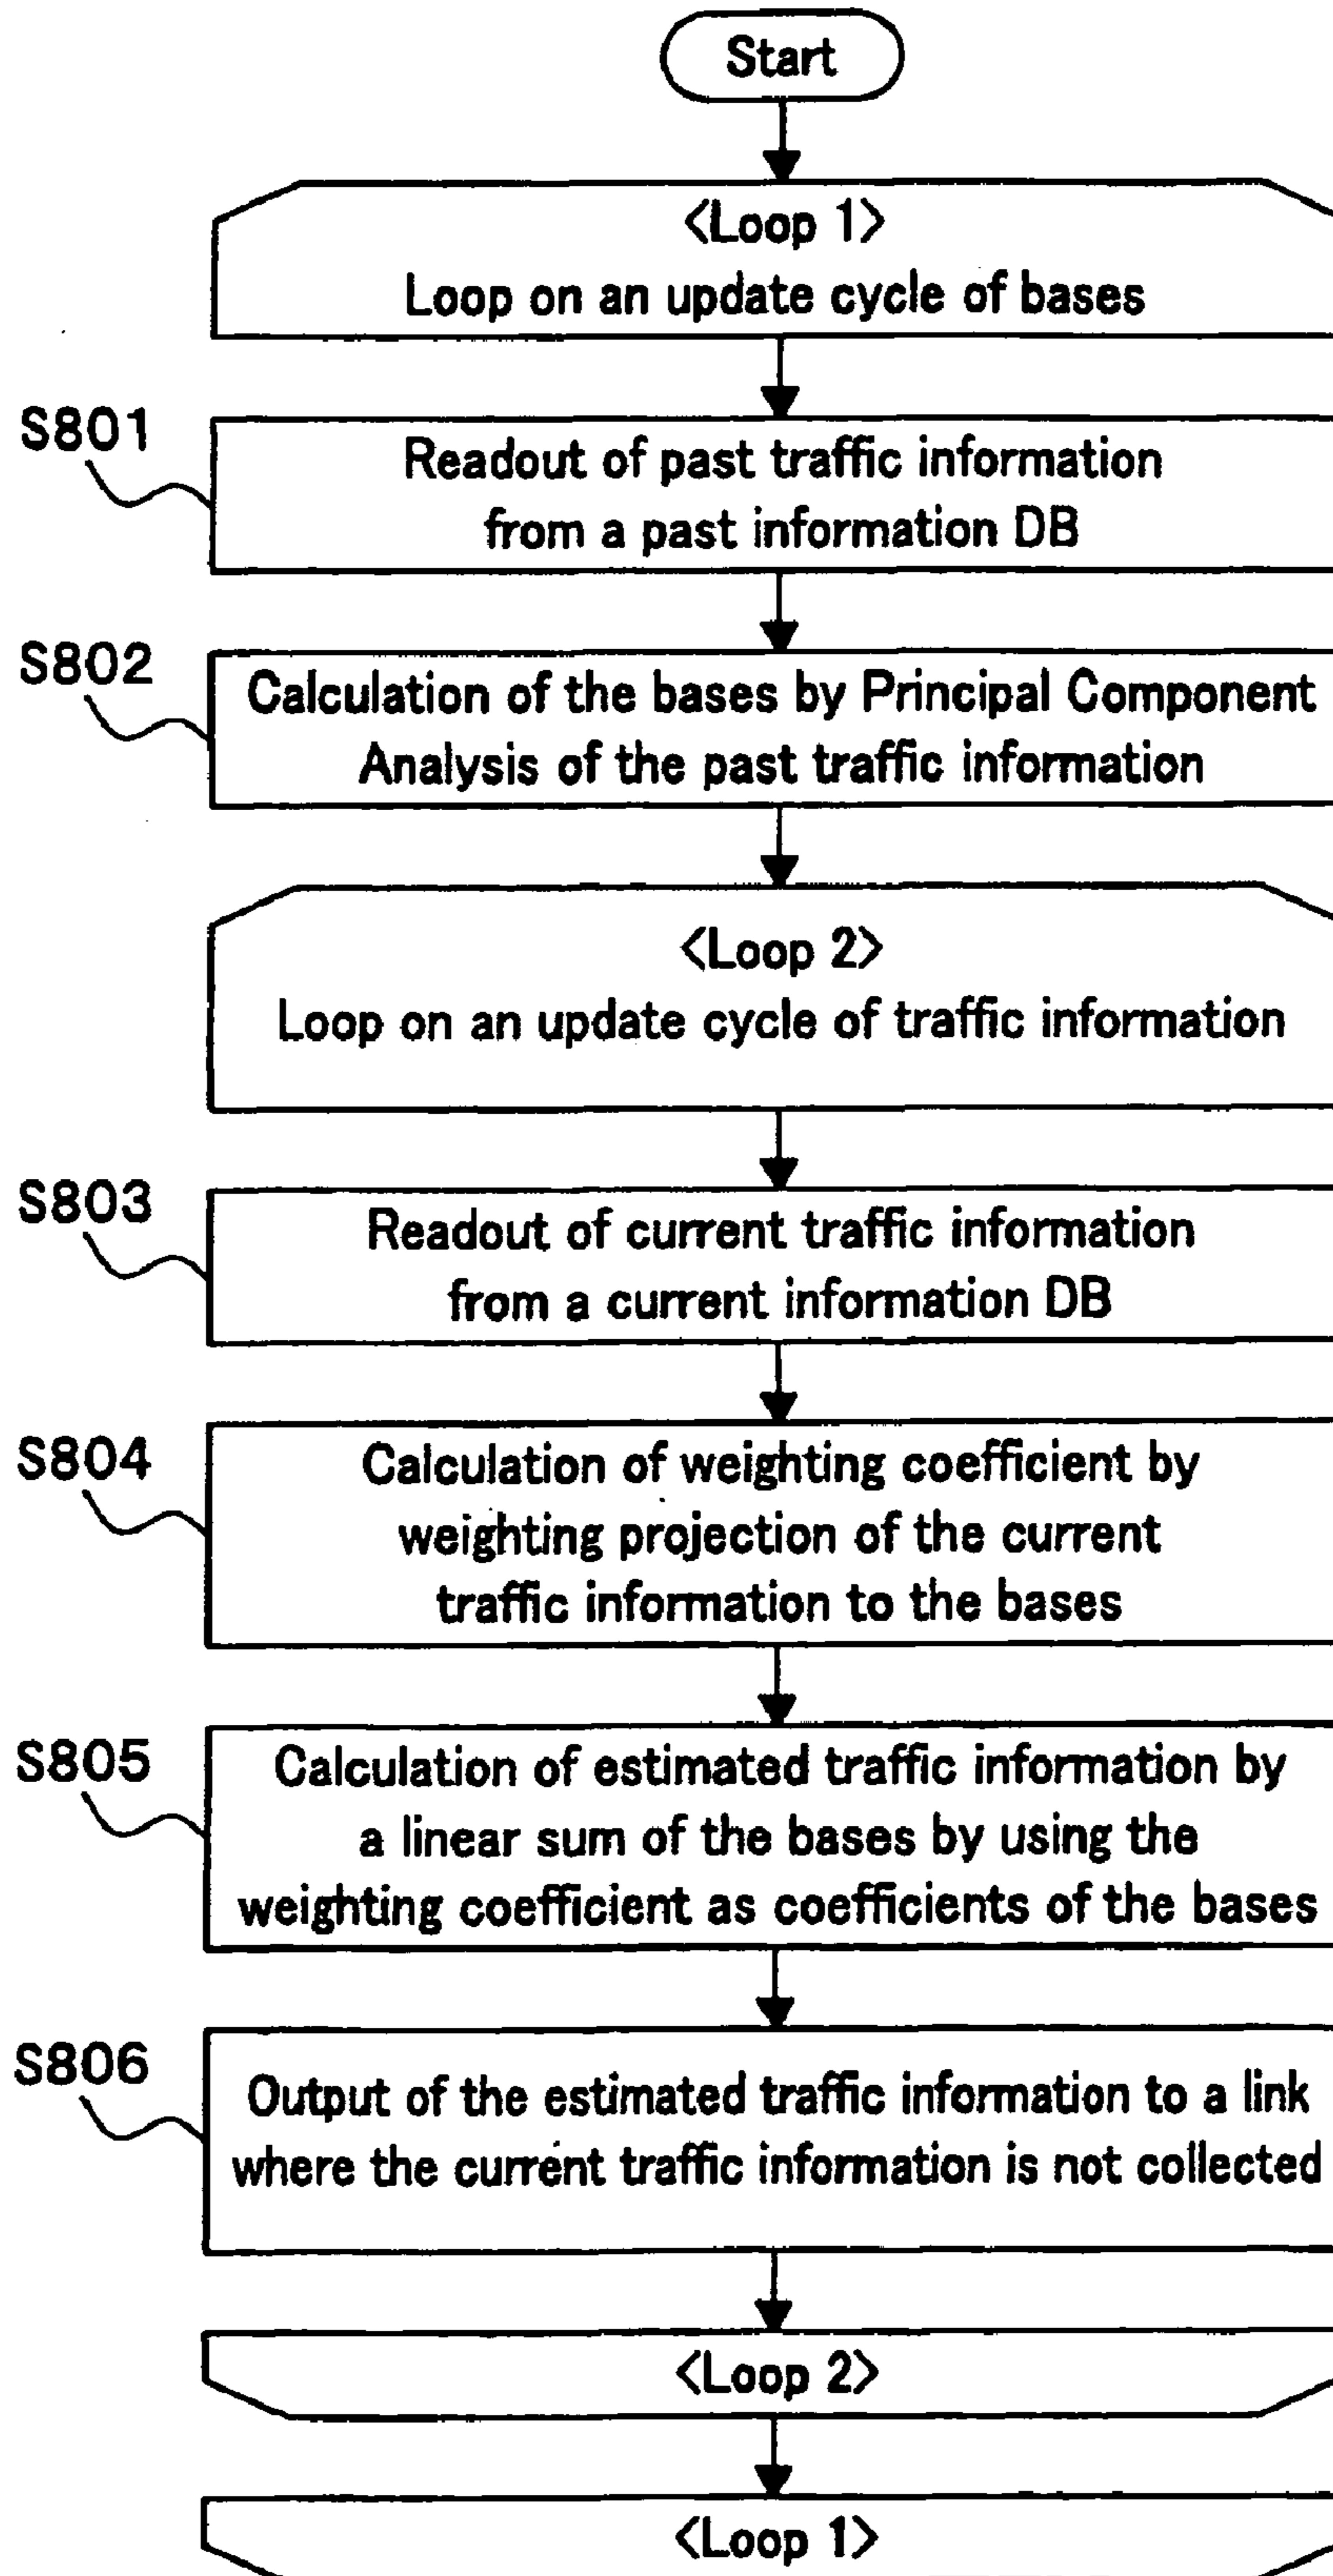 Start
<Loop 1>
Loop on an update cycle of bases
S801
Readout of past traffic information
from a past information DB
S802
Calculation of the bases by Principal Component
Analysis of the past traffic information
<Loop 2>
Loop on an update cycle of traffic information
S803
Readout of current traffic information
from a current information DB
S804
Calculation of weighting coefficient by
weighting projection of the current
traffic information to the bases
S805
Calculation of estimated traffic information by
a linear sum of the bases by using the
weighting coefficient as coefficients of the bases
S806
Output of the estimated traffic information to a link
where the current traffic information is not collected
<Loop 2>
<Loop 1>